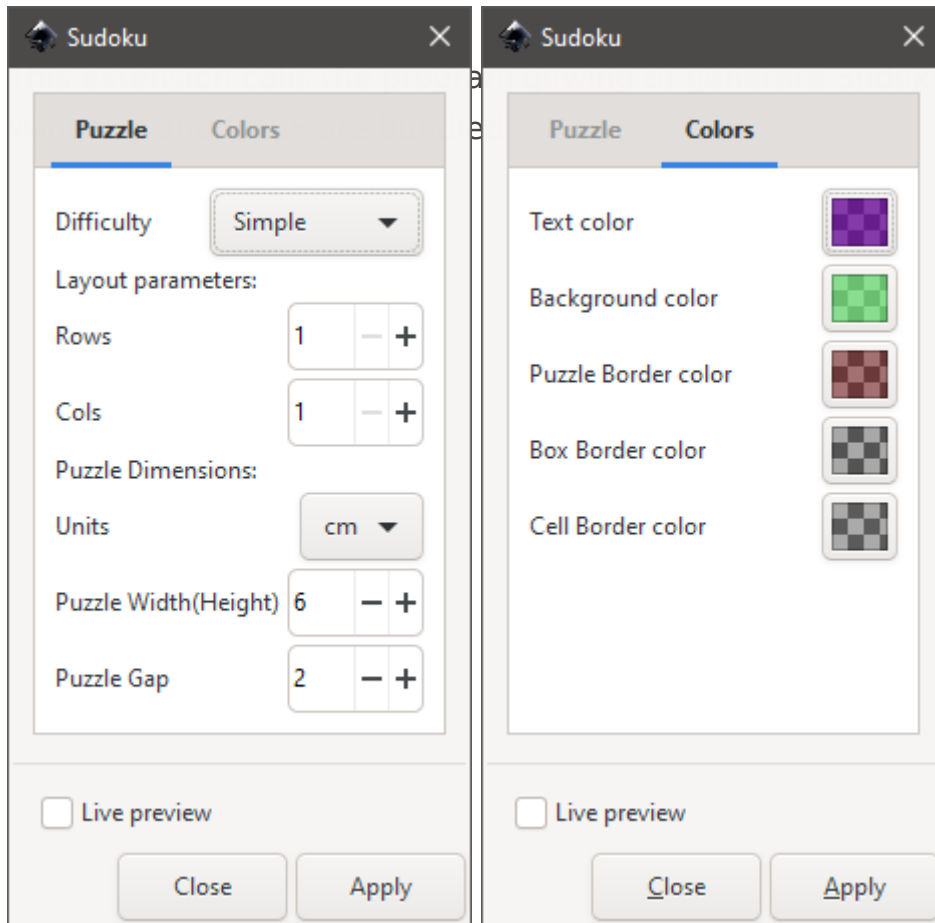 Sudoku
Puzzle Colors
Difficulty Simple
Layout parameters:
Rows 1
Cols 1
Puzzle Dimensions:
Units cm
Puzzle Width(Height) 6
Puzzle Gap 2
Live preview
Close Apply
Sudoku
Puzzle Colors
Text color
Background color
Puzzle Border color
Box Border color
Cell Border color
Live preview
Close Apply